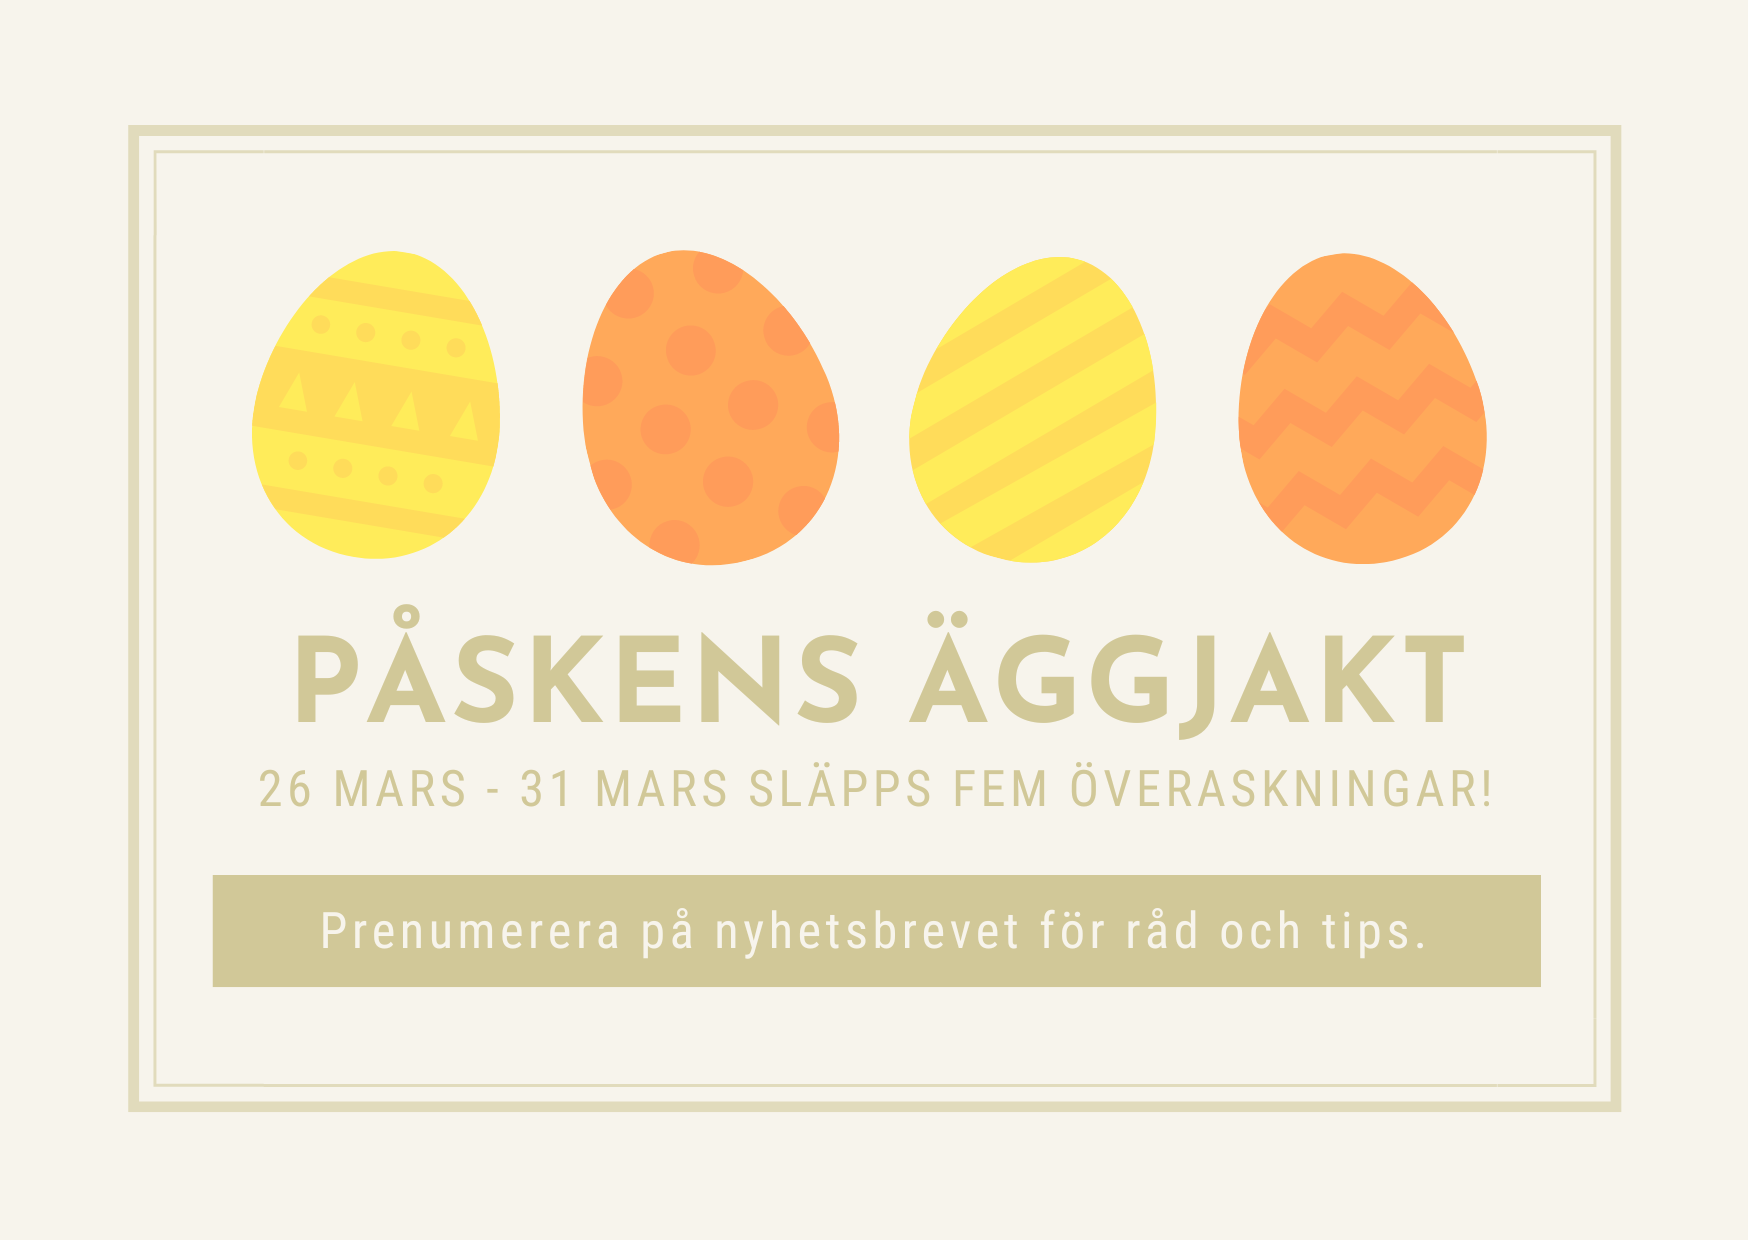 PÅSKENS ÄGGJAKT
26 MARS - 31 MARS SLÄPPS FEM ÖVERASKNINGAR!
Prenumerera på nyhetsbrevet för råd och tips.